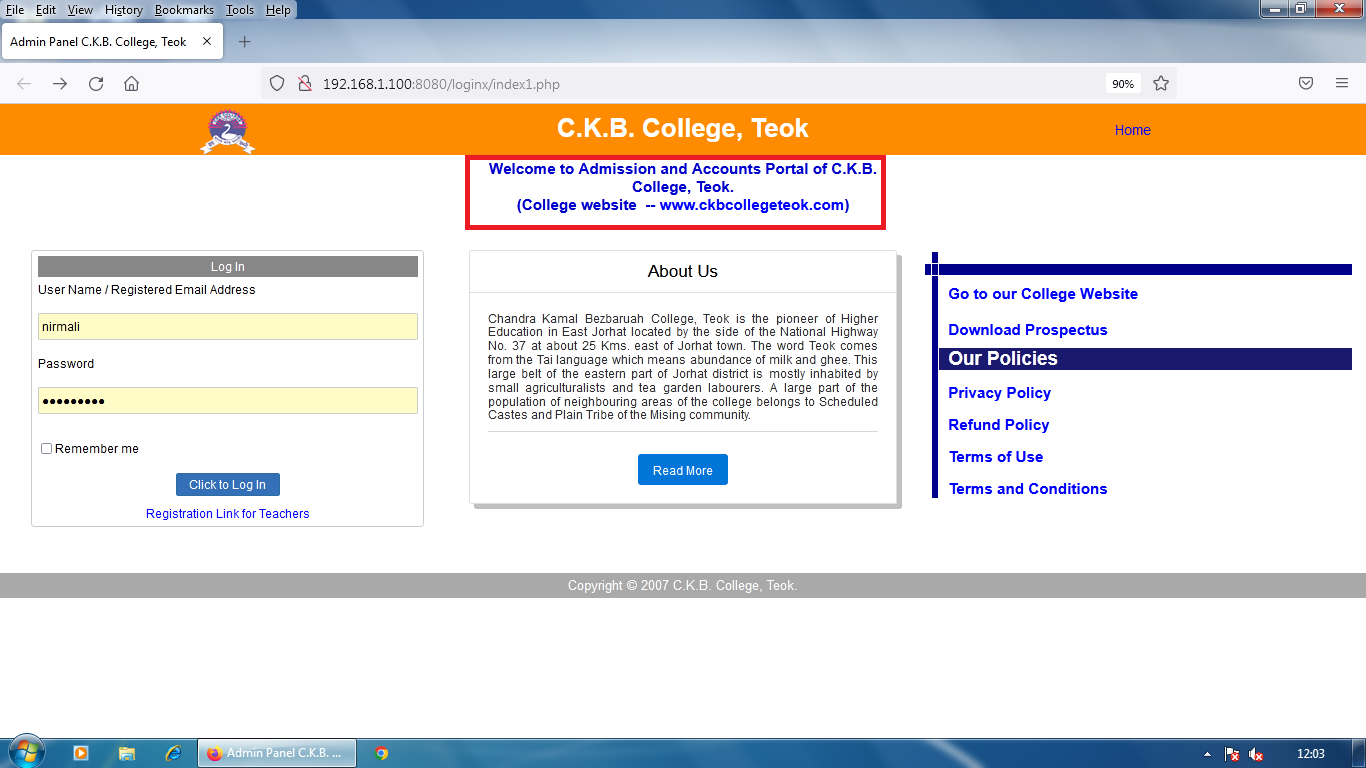 File Edit View History Bookmarks Tools Help
Admin Panel C.K.B. College, Teok
192.168.1.100:8080/loginx/index1.php
90%
C.K.B. College, Teok
Home
Welcome to Admission and Accounts Portal of C.K.B.
College, Teok.
(College website -- www.ckbcollegeteok.com)
Log In
User Name / Registered Email Address
nirmali
Password
•••••••••
Remember me
Click to Log In
Registration Link for Teachers
About Us
Chandra Kamal Bezbaruah College, Teok is the pioneer of Higher
Education in East Jorhat located by the side of the National Highway
No. 37 at about 25 Kms. east of Jorhat town. The word Teok comes
from the Tai language which means abundance of milk and ghee. This
large belt of the eastern part of Jorhat district is mostly inhabited by
small agriculturalists and tea garden labourers. A large part of the
population of neighbouring areas of the college belongs to Scheduled
Castes and Plain Tribe of the Mising community.
Read More
Go to our College Website
Download Prospectus
Our Policies
Privacy Policy
Refund Policy
Terms of Use
Terms and Conditions
Copyright © 2007 C.K.B. College, Teok.
Admin Panel C.K.B. ...
12:03